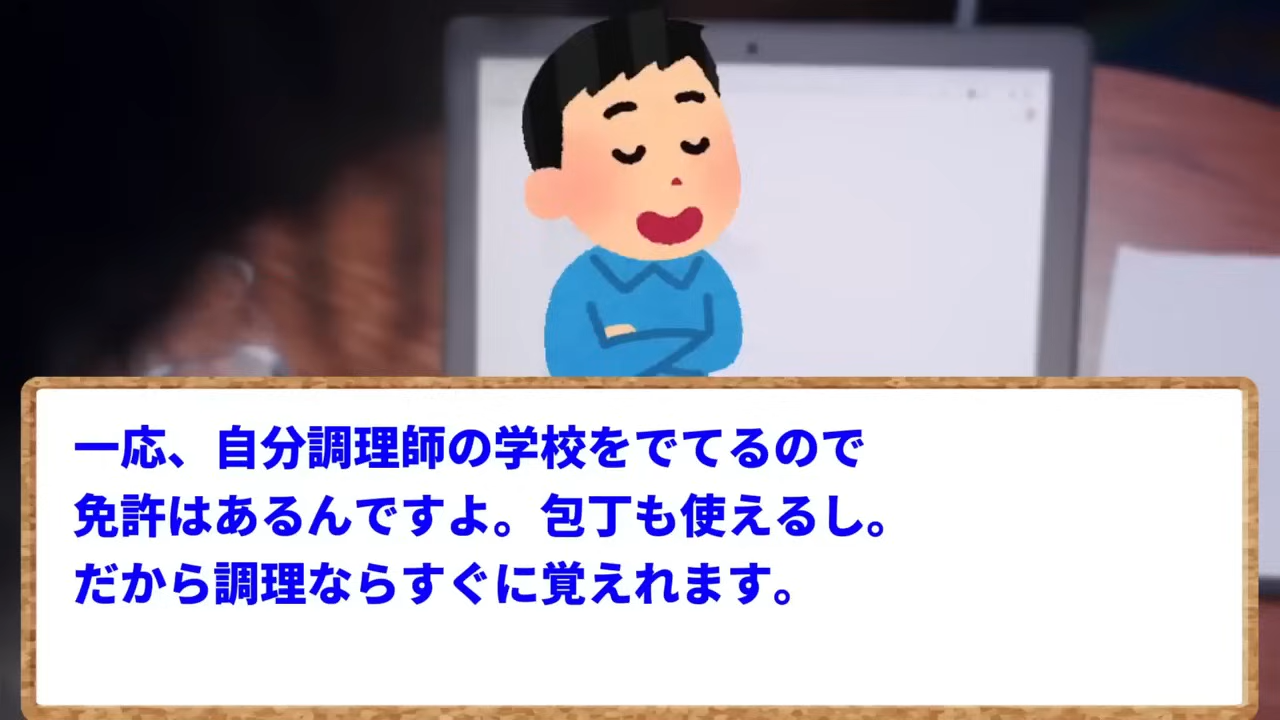 一応、自分調理師の学校をでてるので
免許はあるんですよ。包丁も使えるし。
だから調理ならすぐに覚えれます。